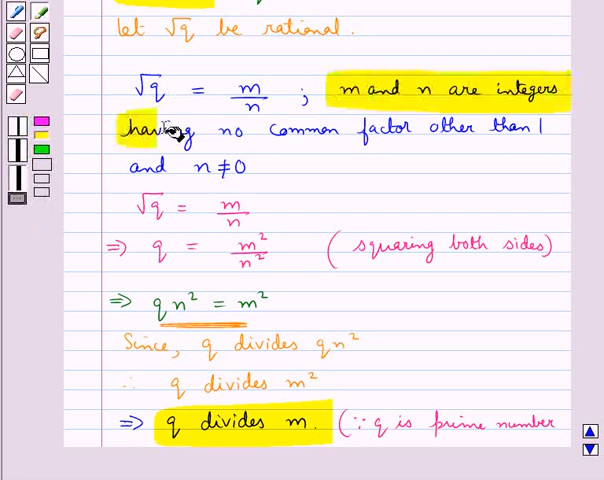 let √q be rational.
√q = m/n ; m and n are integers
having no common factor other than 1
and n ≠ 0
√q = m/n
⇒ q = m²/n² (squaring both sides)
⇒ qn² = m²
Since, q divides qn²
∴ q divides m²
⇒ q divides m. (∵ q is prime number